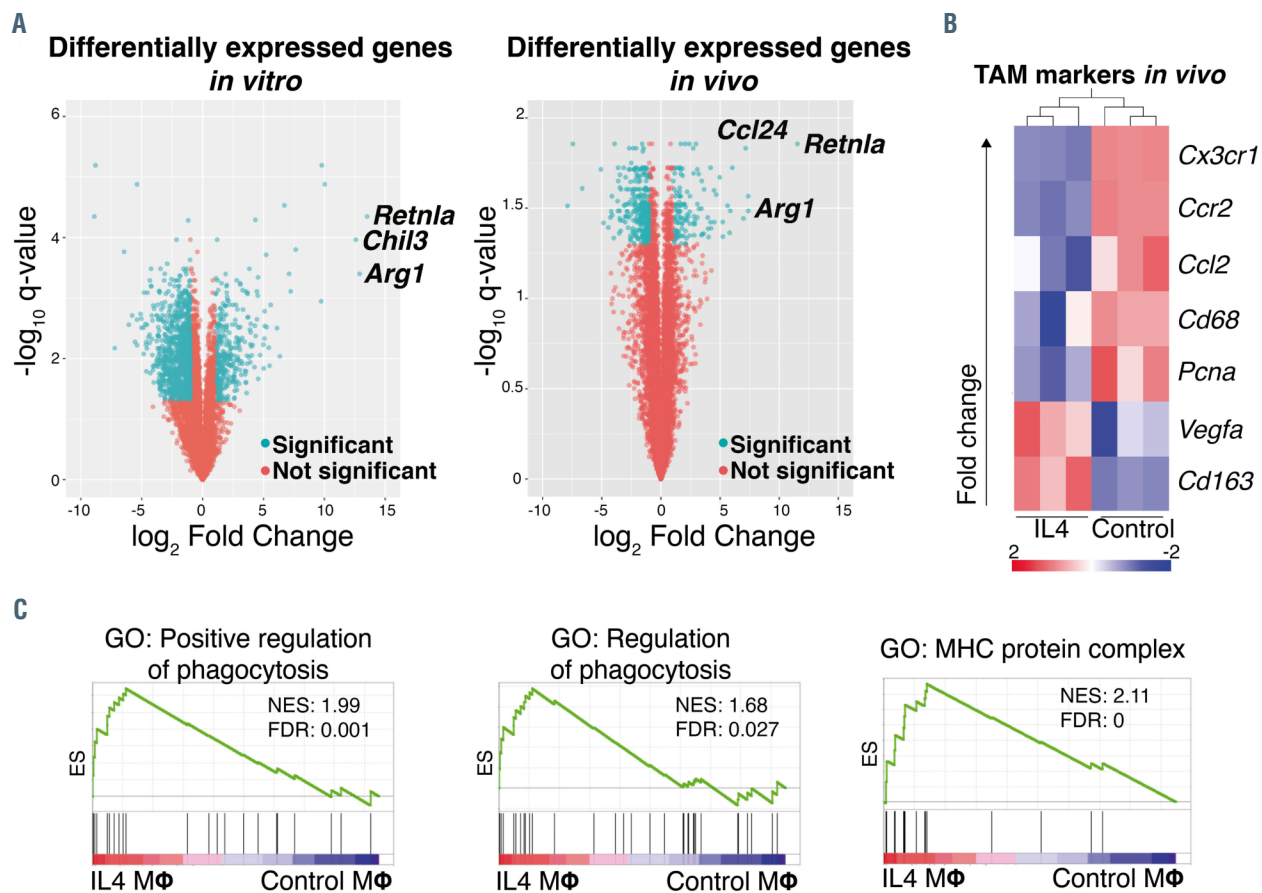 A
Differentially expressed genes
in vitro
6
4
2
0
-10
-5
0
5
10
15
-log10 q-value
log2 Fold Change
Retnla
Chil3
Arg1
Significant
Not significant
Differentially expressed genes
in vivo
2
1.5
1
0.5
0
-10
-5
0
5
10
15
-log10 q-value
log2 Fold Change
Ccl24
Retnla
Arg1
Significant
Not significant
B
TAM markers in vivo
Fold change
Cx3cr1
Ccr2
Ccl2
Cd68
Pcna
Vegfa
Cd163
IL4 Control
2 -2
C
GO: Positive regulation
of phagocytosis
NES: 1.99
FDR: 0.001
ES
IL4 MΦ Control MΦ
GO: Regulation
of phagocytosis
NES: 1.68
FDR: 0.027
ES
IL4 MΦ Control MΦ
GO: MHC protein complex
NES: 2.11
FDR: 0
ES
IL4 MΦ Control MΦ